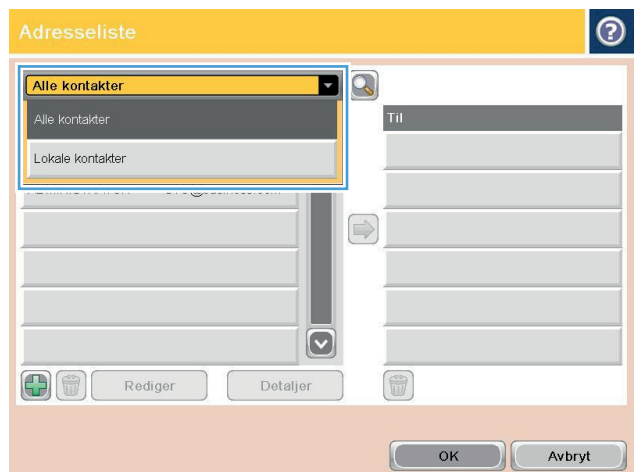 Adresseliste
Alle kontakter
Alle kontakter
Lokale kontakter
Til
Rediger
Detaljer
OK
Avbryt